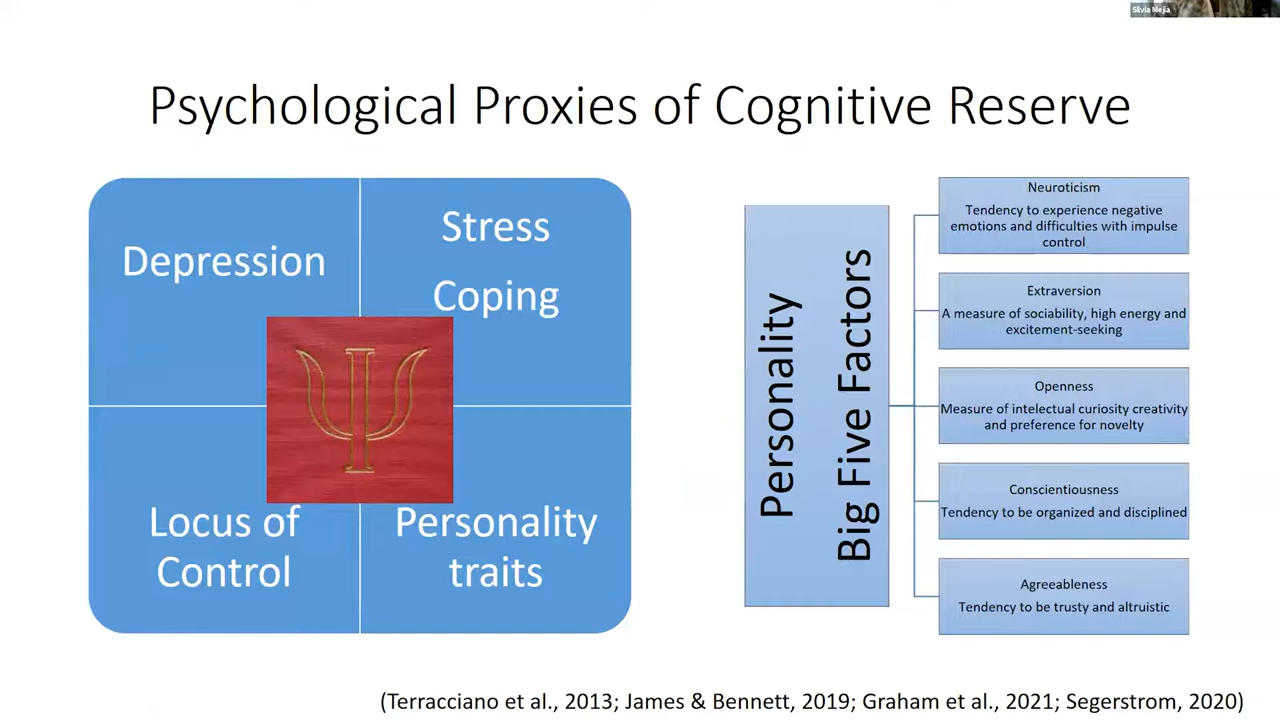 Silvia Mejia
Psychological Proxies of Cognitive Reserve
Depression
Stress
Coping
Locus of
Control
Personality
traits
Personality
Big Five Factors
Neuroticism
Tendency to experience negative
emotions and difficulties with impulse
control
Extraversion
A measure of sociability, high energy and
excitement-seeking
Openness
Measure of intelectual curiosity creativity
and preference for novelty
Conscientiousness
Tendency to be organized and disciplined
Agreeableness
Tendency to be trusty and altruistic
(Terracciano et al., 2013; James & Bennett, 2019; Graham et al., 2021; Segerstrom, 2020)